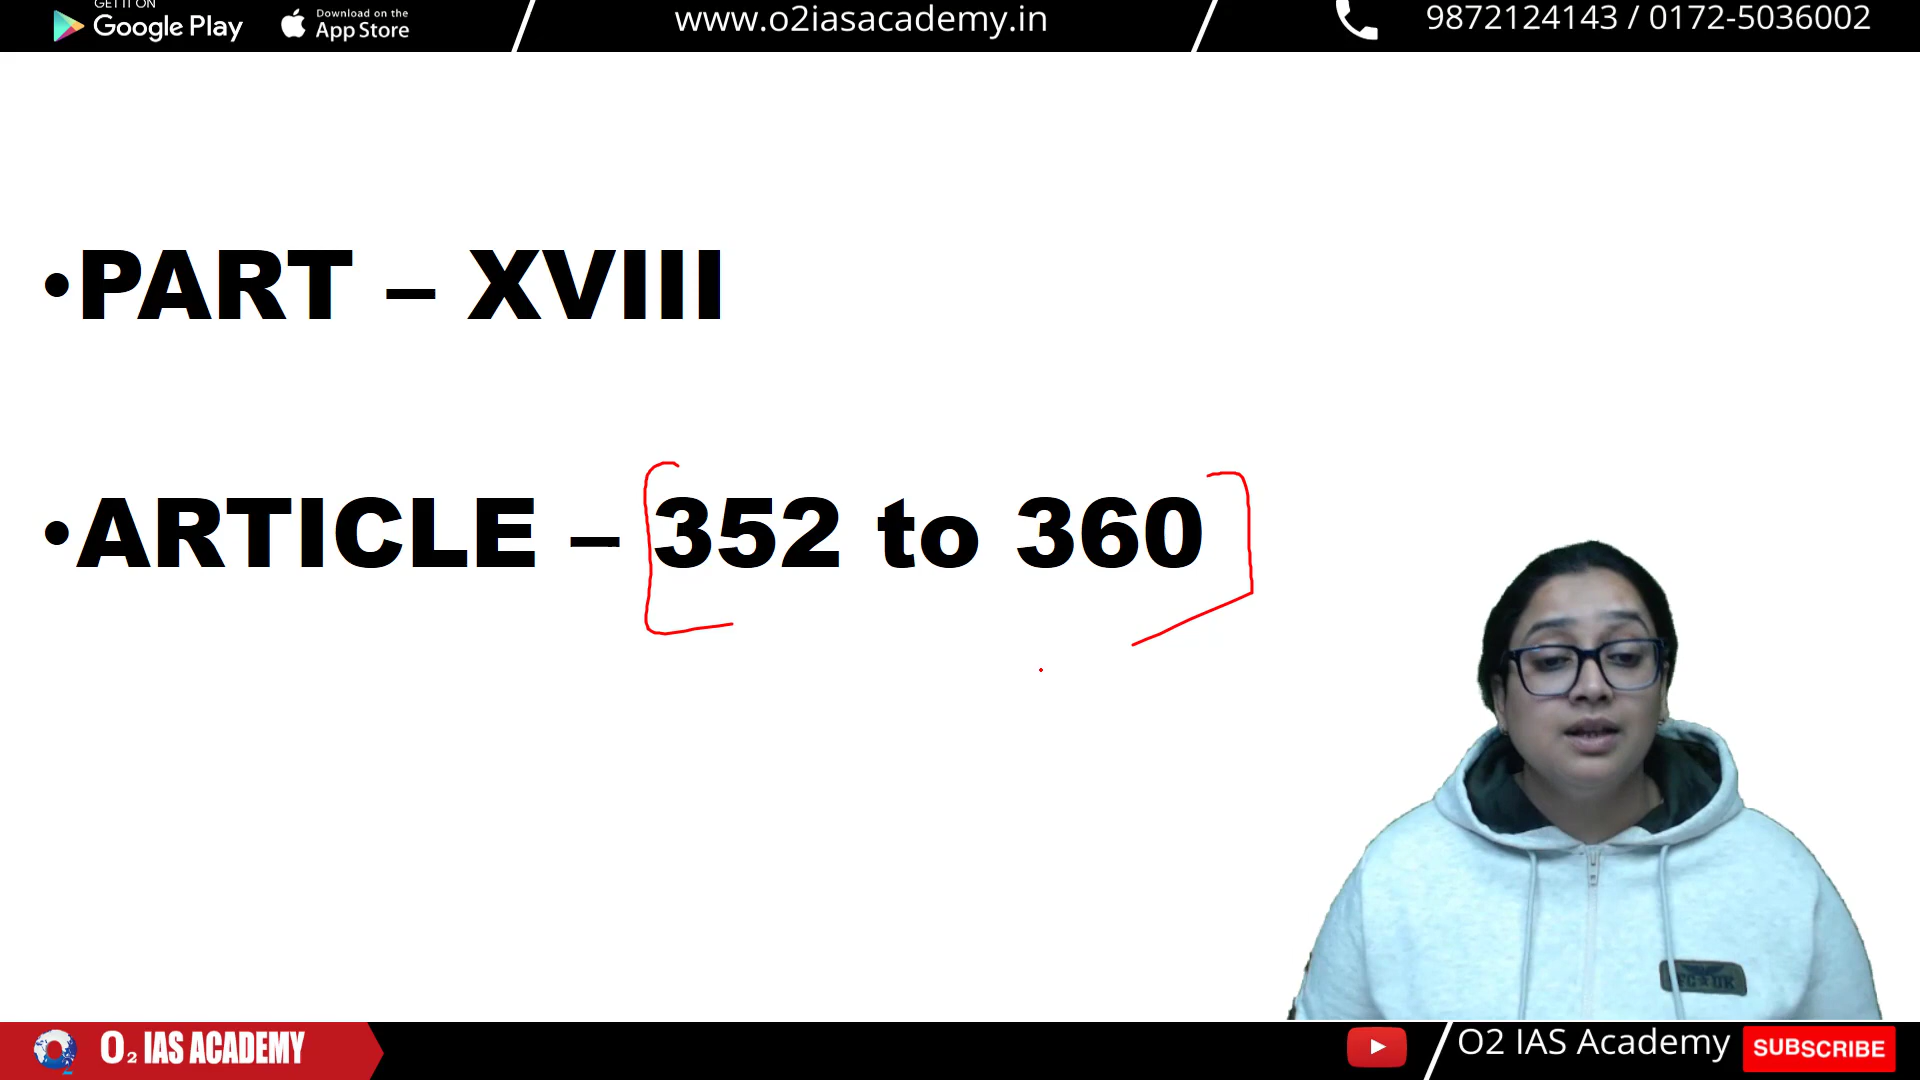 GET IT ON
Google Play
Download on the
App Store
www.o2iasacademy.in
9872124143 / 0172-5036002
•PART – XVIII
•ARTICLE – 352 to 360
O2 IAS ACADEMY
O2 IAS Academy
SUBSCRIBE